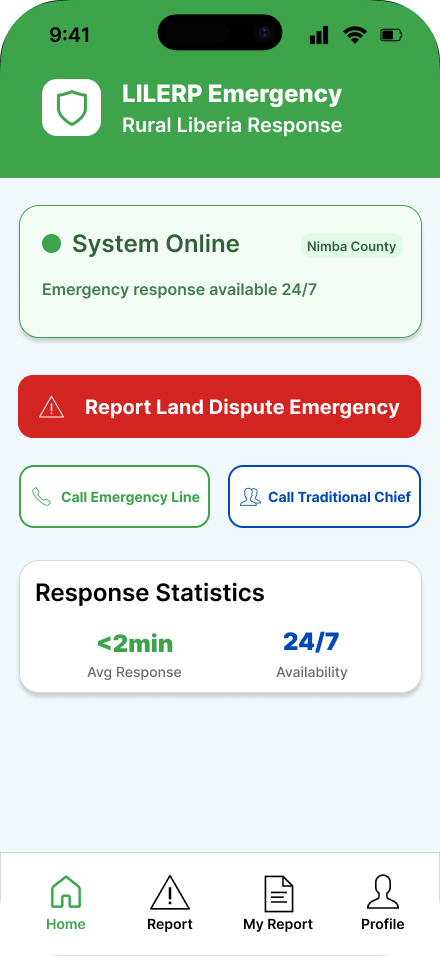 9:41
LILERP Emergency
Rural Liberia Response
System Online
Nimba County
Emergency response available 24/7
Report Land Dispute Emergency
Call Emergency Line
Call Traditional Chief
Response Statistics
<2min
24/7
Avg Response
Availability
Home
Report
My Report
Profile